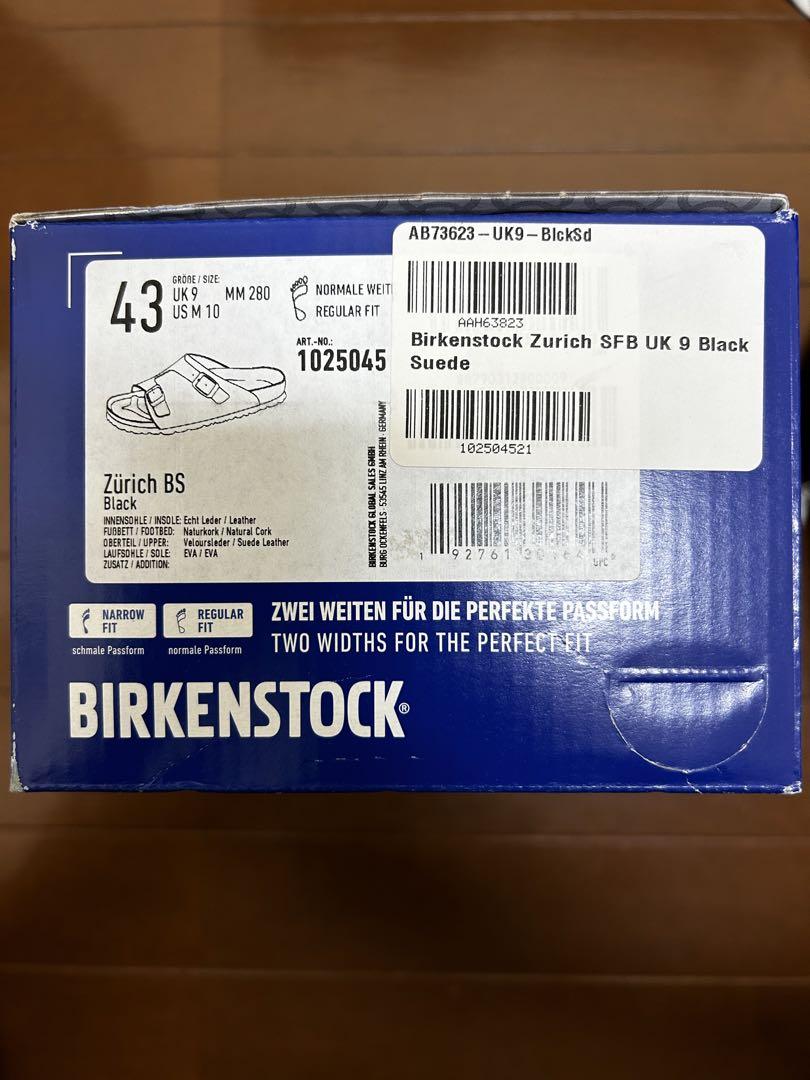 AB73623-UK9-BlckSd
AAH63823
Birkenstock Zurich SFB UK 9 Black
Suede
102504521
43
GRÖßE / SIZE:
UK 9
US M 10
MM 280
NORMALE
REGULAR FIT
ART.-NO.:
1025045
Zürich BS
Black
INNENSOHLE / INSOLE: Echt Leder / Leather
FUßBETT / FOOTBED: Naturkork / Natural Cork
OBERTEIL / UPPER: Veloursleder / Suede Leather
LAUFSOHLE / SOLE: EVA / EVA
ZUSATZ / ADDITION:
BIRKENSTOCK GLOBAL SALES GMBH
BURG OCKENFELS - 53545 LINZ AM RHEIN - GERMANY
UPC
NARROW
FIT
schmale Passform
REGULAR
FIT
normale Passform
ZWEI WEITEN FÜR DIE PERFEKTE PASSFORM
TWO WIDTHS FOR THE PERFECT FIT
BIRKENSTOCK®